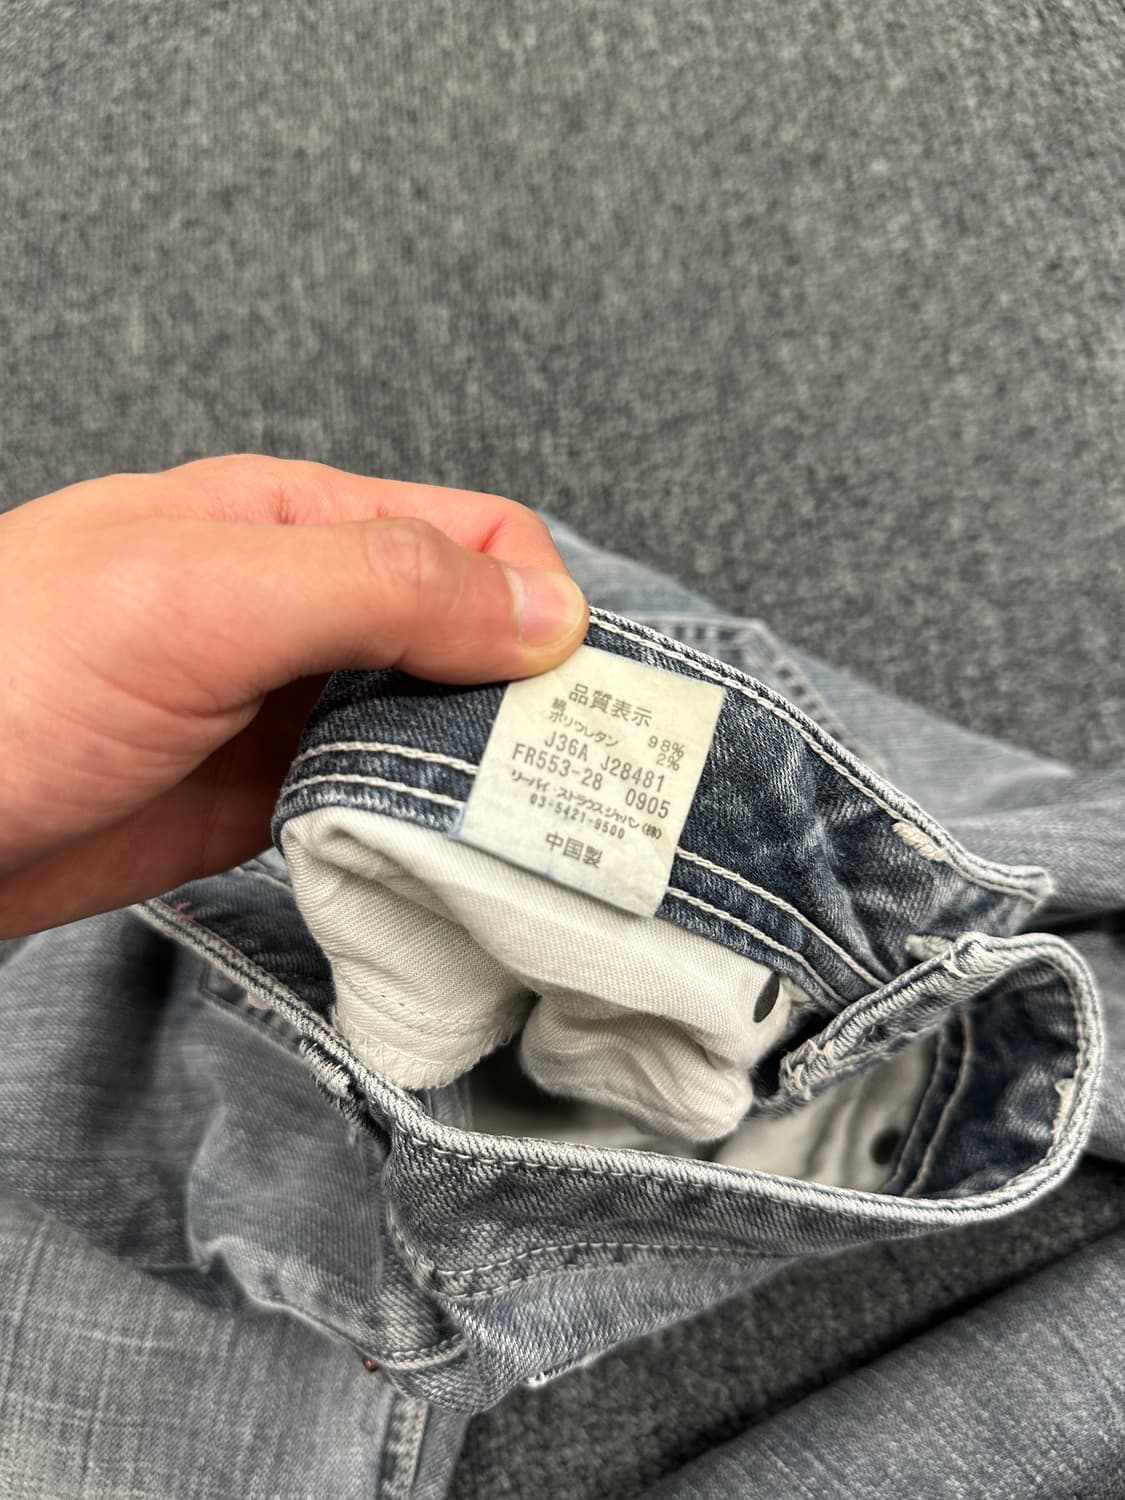 品質表示
綿 98%
ポリウレタン 2%
J36A J28481
FR553-28 0905
リーバイ・ストラウスジャパン(株)
03-5421-9500
中国製